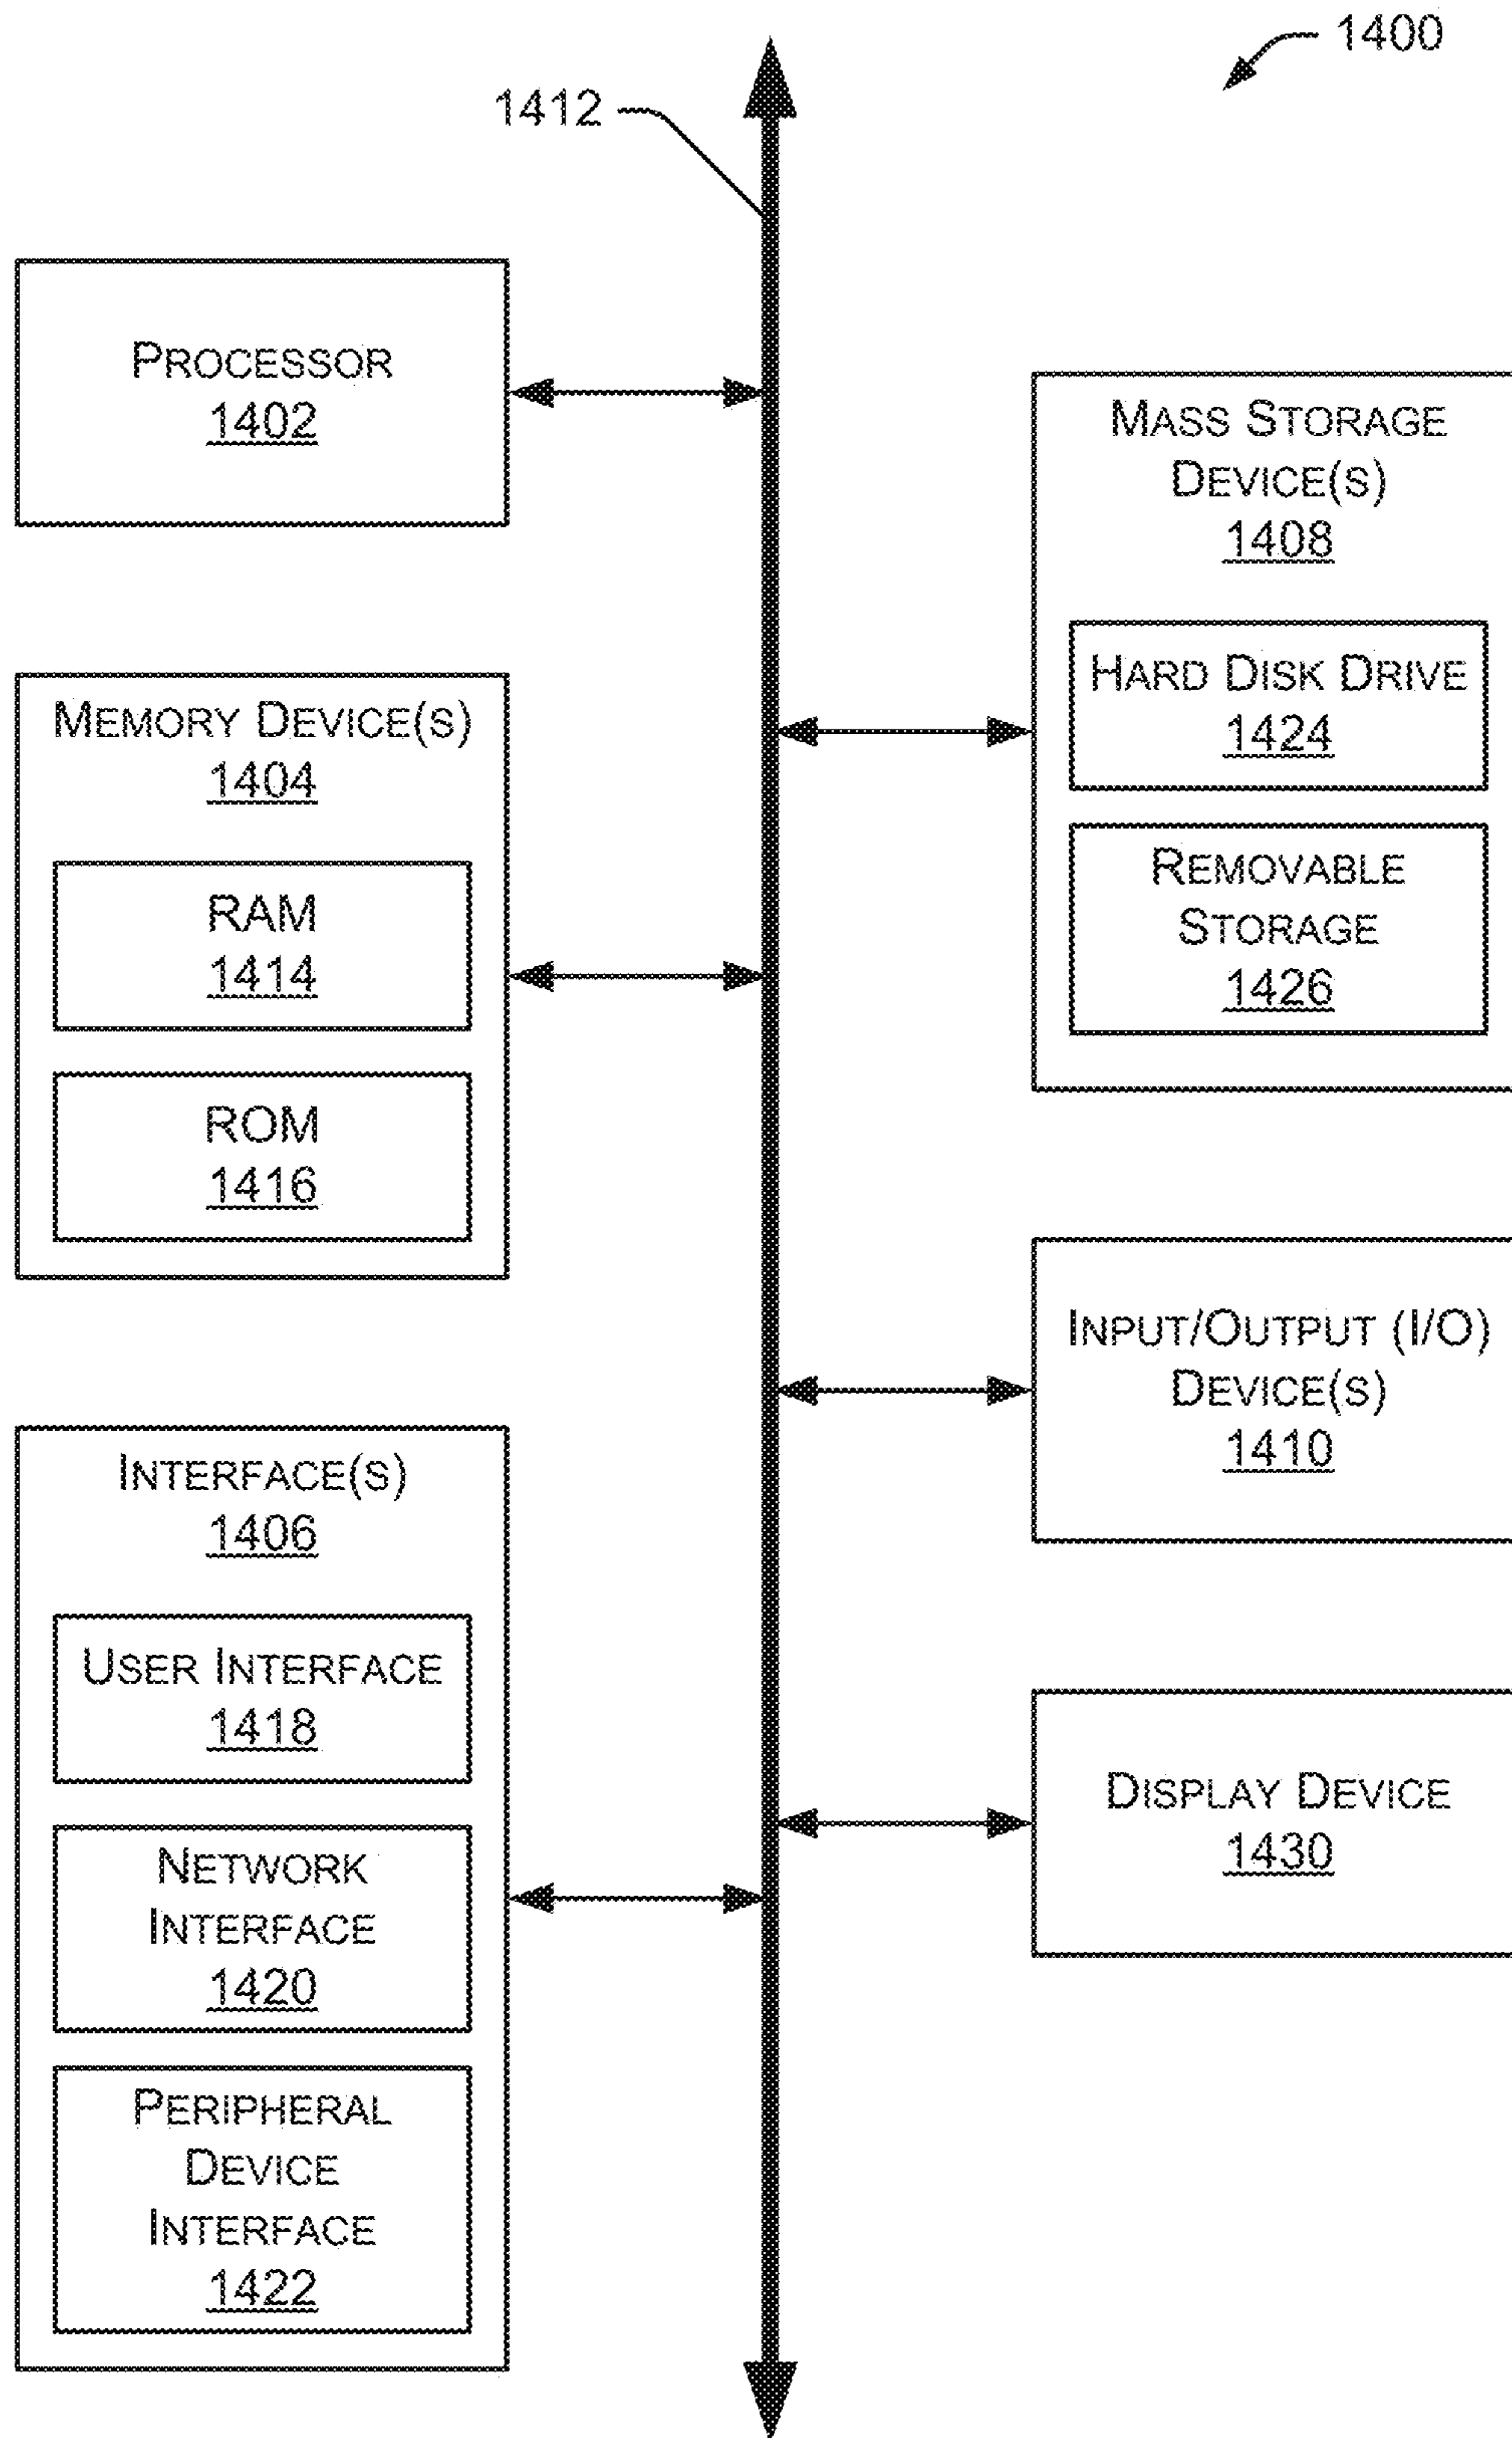 1400
1412
PROCESSOR
1402
MEMORY DEVICE(S)
1404
RAM
1414
ROM
1416
INTERFACE(S)
1406
USER INTERFACE
1418
NETWORK
INTERFACE
1420
PERIPHERAL
DEVICE
INTERFACE
1422
MASS STORAGE
DEVICE(S)
1408
HARD DISK DRIVE
1424
REMOVABLE
STORAGE
1426
INPUT/OUTPUT (I/O)
DEVICE(S)
1410
DISPLAY DEVICE
1430